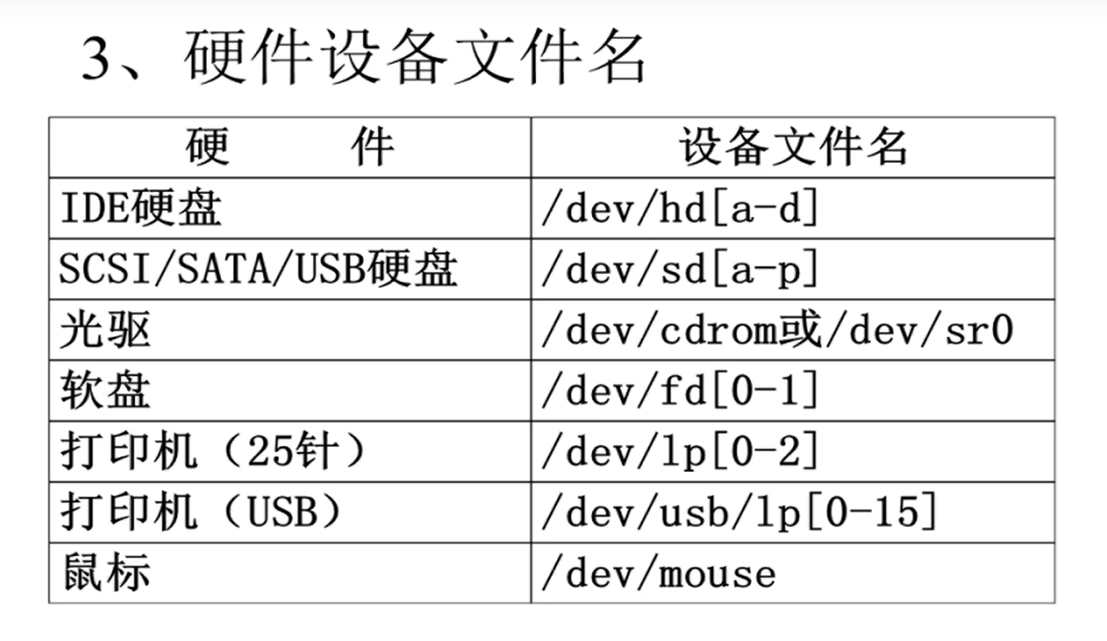 3、硬件设备文件名
硬 件 设备文件名
IDE硬盘 /dev/hd[a-d]
SCSI/SATA/USB硬盘 /dev/sd[a-p]
光驱 /dev/cdrom或/dev/sr0
软盘 /dev/fd[0-1]
打印机（25针） /dev/lp[0-2]
打印机（USB） /dev/usb/lp[0-15]
鼠标 /dev/mouse